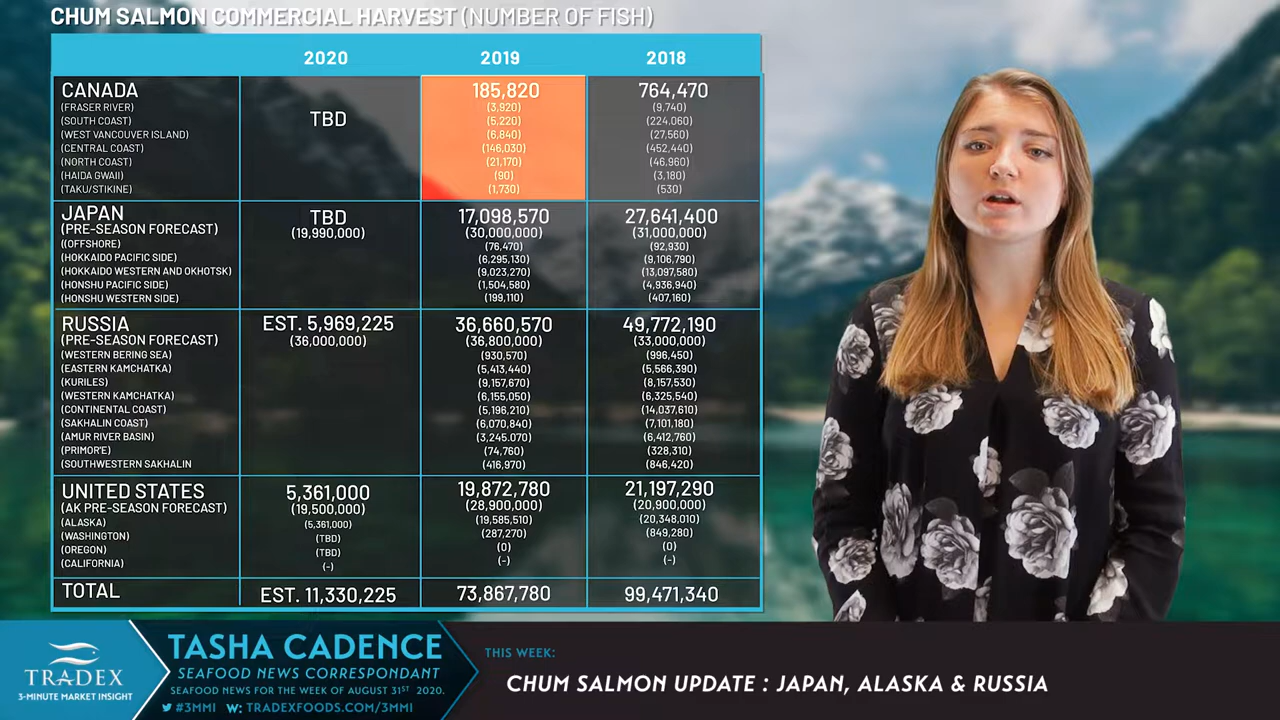 CHUM SALMON COMMERCIAL HARVEST (NUMBER OF FISH)
2020 2019 2018
CANADA TBD 185,820 764,470
(FRASER RIVER) (3,920) (9,740)
(SOUTH COAST) (5,220) (224,060)
(WEST VANCOUVER ISLAND) (6,840) (27,560)
(CENTRAL COAST) (146,030) (452,440)
(NORTH COAST) (21,170) (46,960)
(HAIDA GWAII) (90) (3,180)
(TAKU/STIKINE) (1,730) (530)
JAPAN TBD 17,098,570 27,641,400
(PRE-SEASON FORECAST) (19,990,000) (30,000,000) (31,000,000)
((OFFSHORE) (76,470) (92,930)
(HOKKAIDO PACIFIC SIDE) (6,295,130) (9,106,790)
(HOKKAIDO WESTERN AND OKHOTSK) (9,023,270) (13,097,580)
(HONSHU PACIFIC SIDE) (1,504,580) (4,936,940)
(HONSHU WESTERN SIDE) (199,110) (407,160)
RUSSIA EST. 5,969,225 36,660,570 49,772,190
(PRE-SEASON FORECAST) (36,000,000) (36,800,000) (33,000,000)
(WESTERN BERING SEA) (930,570) (996,450)
(EASTERN KAMCHATKA) (5,413,440) (5,566,390)
(KURILES) (9,157,670) (8,157,530)
(WESTERN KAMCHATKA) (6,155,050) (6,325,540)
(CONTINENTAL COAST) (5,196,210) (14,037,610)
(SAKHALIN COAST) (6,070,840) (7,101,180)
(AMUR RIVER BASIN) (3,245.070) (6,412,760)
(PRIMOR'E) (74,760) (328,310)
(SOUTHWESTERN SAKHALIN (416,970) (846,420)
UNITED STATES 5,361,000 19,872,780 21,197,290
(AK PRE-SEASON FORECAST) (19,500,000) (28,900,000) (20,900,000)
(ALASKA) (5,361,000) (19,585,510) (20,348,010)
(WASHINGTON) (TBD) (287,270) (849,280)
(OREGON) (TBD) (0) (0)
(CALIFORNIA) (-) (-) (-)
TOTAL EST. 11,330,225 73,867,780 99,471,340
TRADEX
3-MINUTE MARKET INSIGHT
TASHA CADENCE
SEAFOOD NEWS CORRESPONDANT
SEAFOOD NEWS FOR THE WEEK OF AUGUST 31ST 2020.
#3MMI W: TRADEXFOODS.COM/3MMI
THIS WEEK:
CHUM SALMON UPDATE : JAPAN, ALASKA & RUSSIA